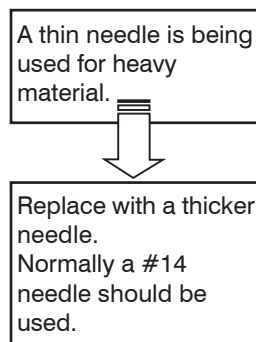 A thin needle is being
used for heavy
material.
Replace with a thicker
needle.
Normally a #14
needle should be
used.